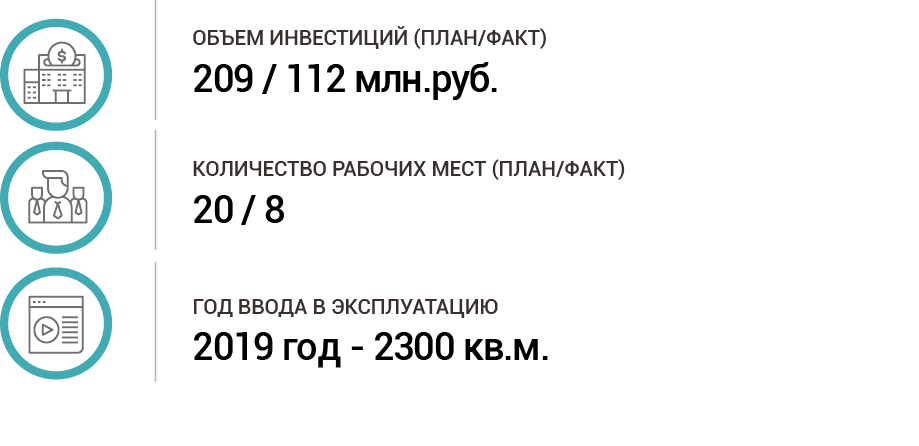 ОБЪЕМ ИНВЕСТИЦИЙ (ПЛАН/ФАКТ)
209 / 112 млн.руб.
КОЛИЧЕСТВО РАБОЧИХ МЕСТ (ПЛАН/ФАКТ)
20 / 8
ГОД ВВОДА В ЭКСПЛУАТАЦИЮ
2019 год - 2300 кв.м.